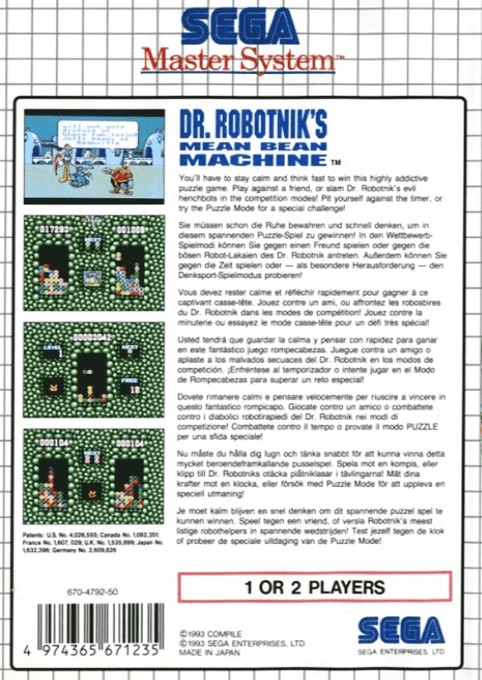 SEGA
Master System™
DR. ROBOTNIK'S
MEAN BEAN
MACHINE ™
You'll have to stay calm and think fast to win this highly addictive
puzzle game. Play against a friend, or slam Dr. Robotnik's evil
henchbots in the competition modes! Pit yourself against the timer, or
try the Puzzle Mode for a special challenge!
Sie müssen schon die Ruhe bewahren und schnell denken, um in
diesem spannenden Puzzle-Spiel zu gewinnen! In den Wettbewerb-
Spielmodi können Sie gegen einen Freund spielen oder gegen die
bösen Robot-Lakaien des Dr. Robotnik antreten. Außerdem können Sie
gegen die Zeit spielen oder — als besondere Herausforderung — den
Denksport-Spielmodus probieren!
Vous devez rester calme et réfléchir rapidement pour gagner à ce
captivant casse-tête. Jouez contre un ami, ou affrontez les robosbires
du Dr. Robotnik dans les modes de compétition! Jouez contre la
minuterie ou essayez le mode casse-tête pour un défi très spécial!
Usted tendrá que guardar la calma y pensar con rapidez para ganar
en este fantástico juego rompecabezas. Juegue contra un amigo o
aplaste a los malvados secuaces del Dr. Robotnik en los modos de
competición. ¡Enfréntese al temporizador o intente jugar en el Modo
de Rompecabezas para superar un reto especial!
Dovete rimanere calmi e pensare velocemente per riuscire a vincere in
questo fantastico rompicapo. Giocate contro un amico o combattete
contro i diabolici robotirapiedi del Dr. Robotnik nei modi di
competizione! Combattete contro il tempo o provate il modo PUZZLE
per una sfida speciale!
Nu måste du hålla dig lugn och tänka snabbt för att kunna vinna detta
mycket beroendeframkallande pusselspel. Spela mot en kompis, eller
klipp till Dr. Robotniks otäcka plåtniklasar i tävlingarna! Mät dina
krafter mot en klocka, eller försök med Puzzle Mode för att uppleva en
speciell utmaning!
Je moet kalm blijven en snel denken om dit spannende puzzel spel te
kunnen winnen. Speel tegen een vriend, of versla Robotnik's meest
listige robothelpers in spannende wedstrijden! Test jezelf tegen de klok
of probeer de speciale uitdaging van de Puzzle Mode!
Patents: U.S. No. 4,026,555; Canada No. 1,082,351;
France No. 1,607, 029; U.K. No. 1,535,999; Japan No.
1,632,396; Germany No. 2,609,826
670-4792-50
4 974365 671235
1 OR 2 PLAYERS
©1993 COMPILE
©1993 SEGA ENTERPRISES, LTD
MADE IN JAPAN
SEGA
SEGA ENTERPRISES, LTD.